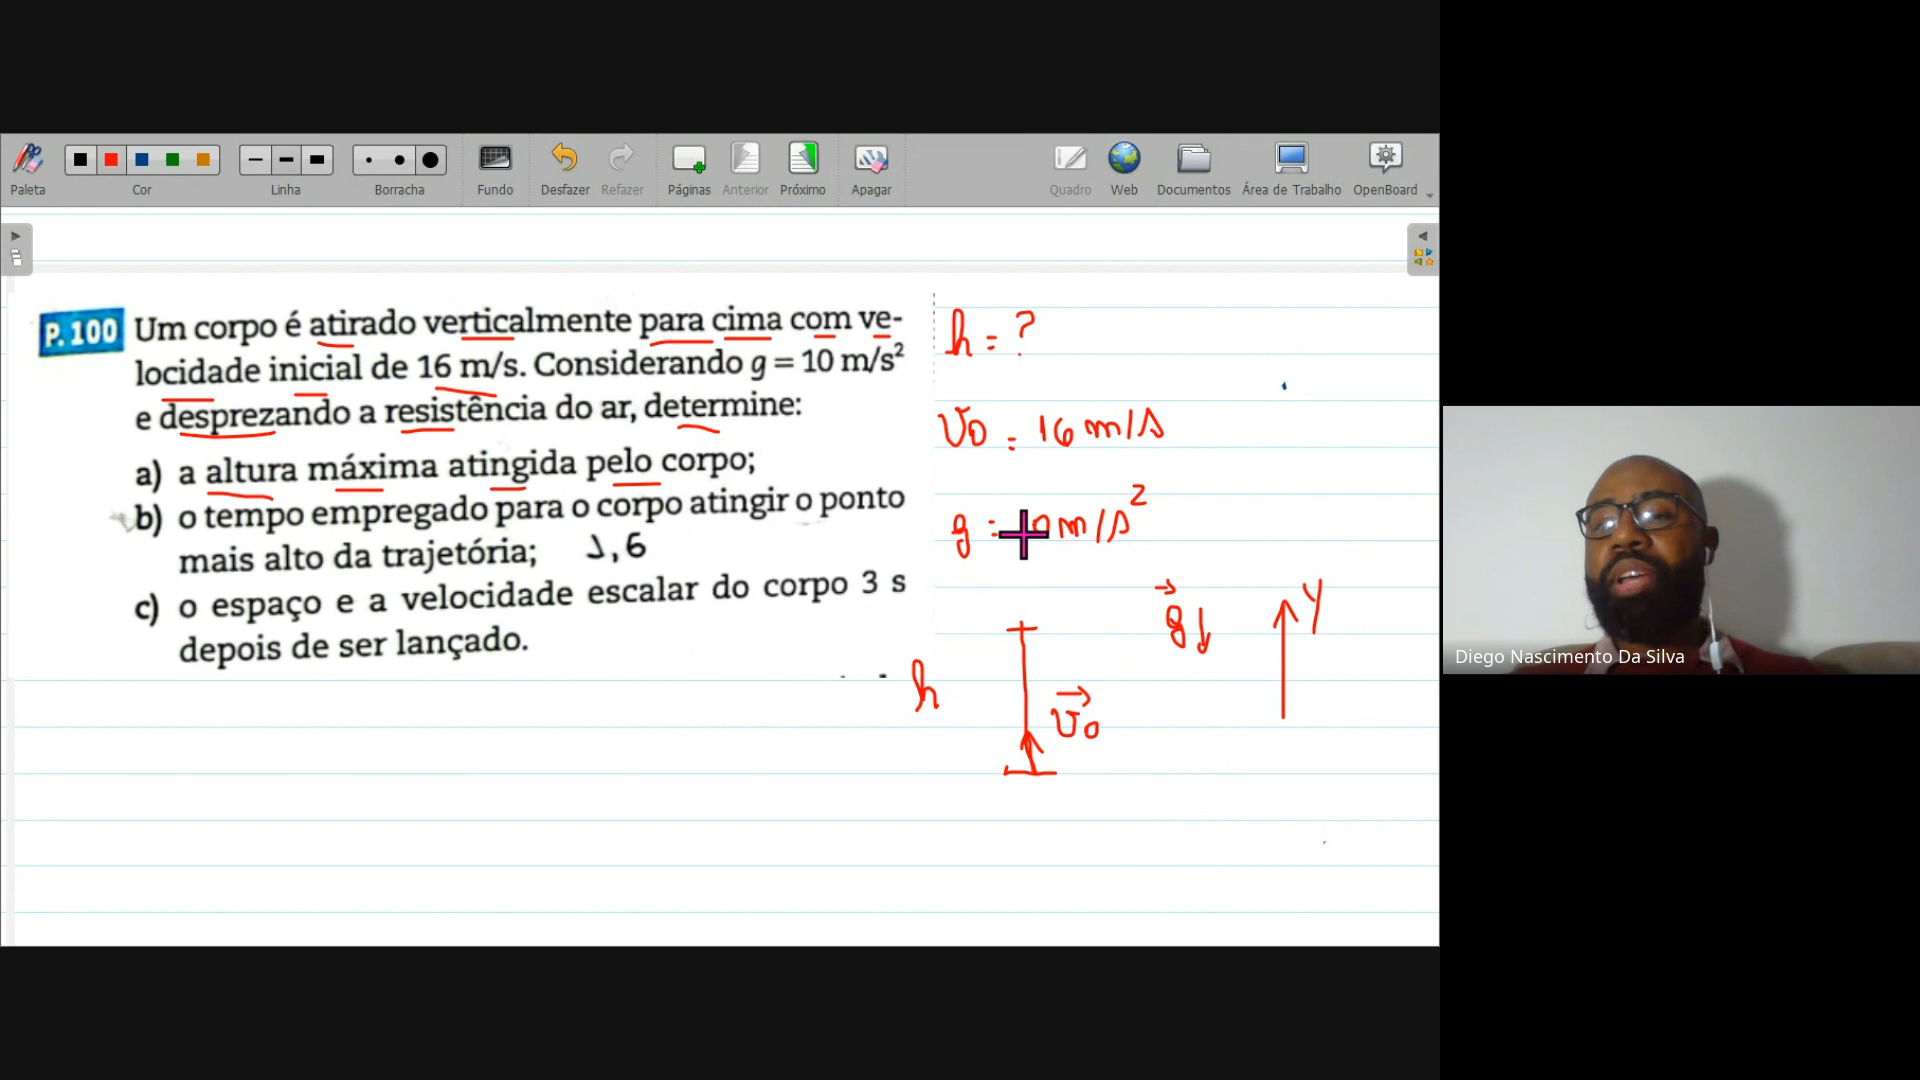 Paleta
Cor
Linha
Borracha
Fundo
Desfazer
Refazer
Páginas
Anterior
Próximo
Apagar
Quadro
Web
Documentos
Área de Trabalho
OpenBoard
P.100 Um corpo é atirado verticalmente para cima com ve-
locidade inicial de 16 m/s. Considerando g = 10 m/s²
e desprezando a resistência do ar, determine:
a) a altura máxima atingida pelo corpo;
b) o tempo empregado para o corpo atingir o ponto
mais alto da trajetória; 1,6
c) o espaço e a velocidade escalar do corpo 3 s
depois de ser lançado.
h = ?
V0 = 16 m/s
g = 0 m/s²
g↓
y
h
V0
Diego Nascimento Da Silva